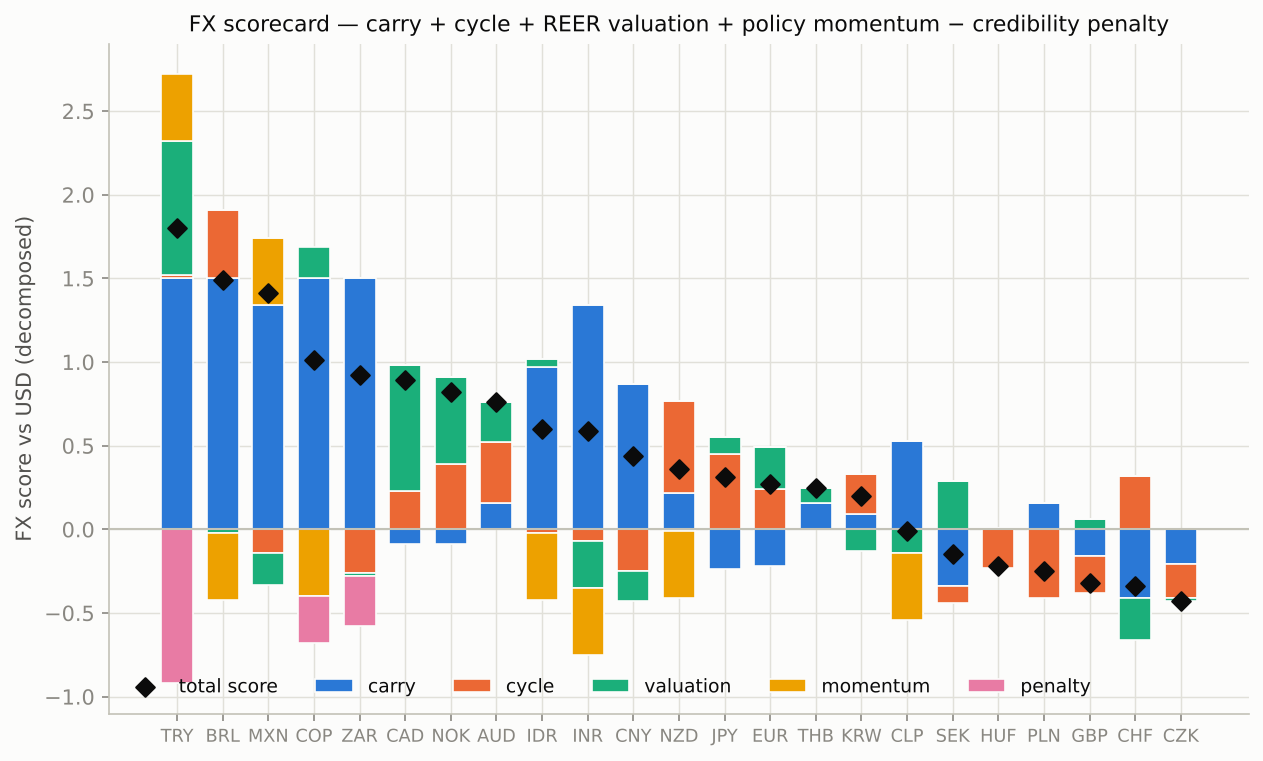 FX scorecard — carry + cycle + REER valuation + policy momentum − credibility penalty
FX score vs USD (decomposed)
2.5
2.0
1.5
1.0
0.5
0.0
−0.5
−1.0
total score carry cycle valuation momentum penalty
TRY BRL MXN COP ZAR CAD NOK AUD IDR INR CNY NZD JPY EUR THB KRW CLP SEK HUF PLN GBP CHF CZK